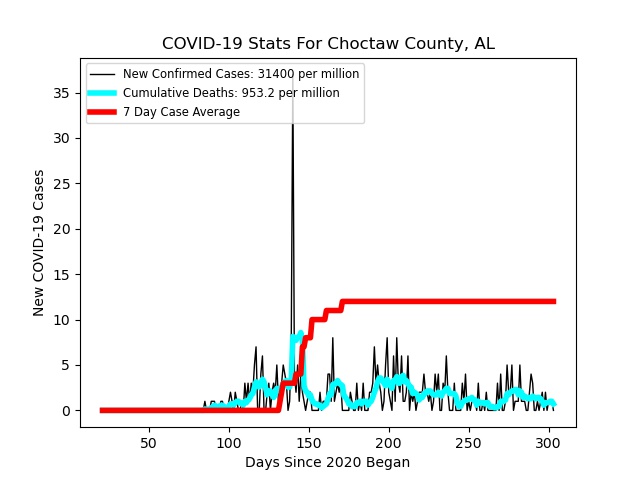 COVID-19 Stats For Choctaw County, AL
New Confirmed Cases: 31400 per million
Cumulative Deaths: 953.2 per million
7 Day Case Average
35
30
25
20
15
10
5
0
New COVID-19 Cases
50 100 150 200 250 300
Days Since 2020 Began